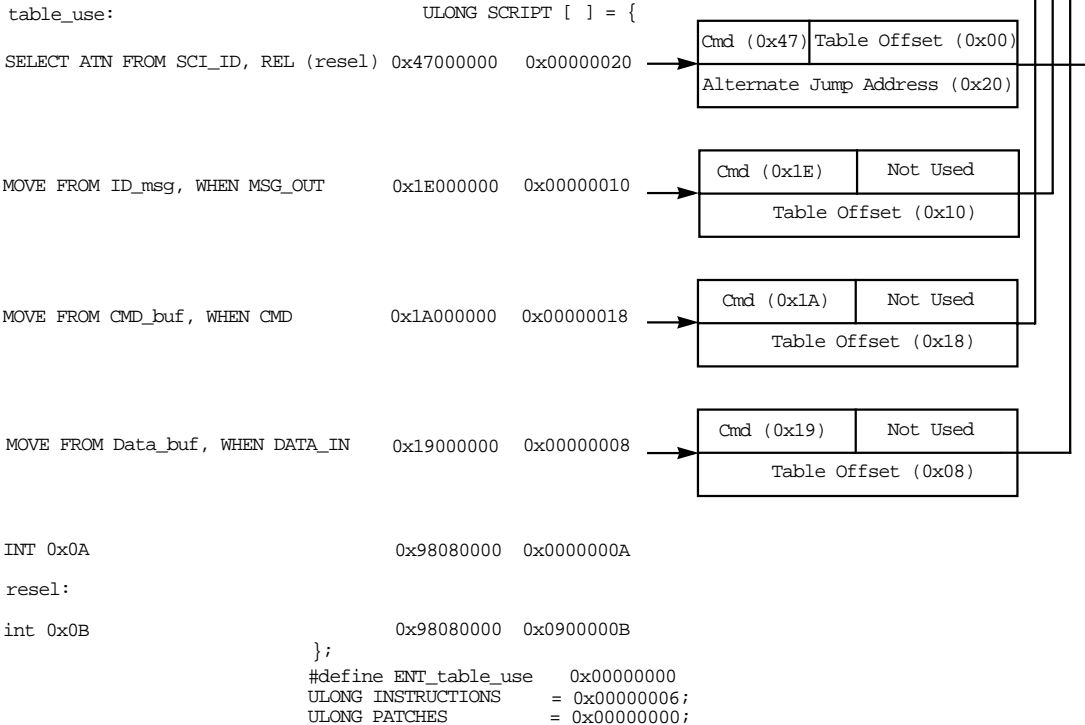 table_use: ULONG SCRIPT [ ] = {
SELECT ATN FROM SCI_ID, REL (resel) 0x47000000 0x00000020
Cmd (0x47) Table Offset (0x00)
Alternate Jump Address (0x20)
MOVE FROM ID_msg, WHEN MSG_OUT 0x1E000000 0x00000010
Cmd (0x1E) Not Used
Table Offset (0x10)
MOVE FROM CMD_buf, WHEN CMD 0x1A000000 0x00000018
Cmd (0x1A) Not Used
Table Offset (0x18)
MOVE FROM Data_buf, WHEN DATA_IN 0x19000000 0x00000008
Cmd (0x19) Not Used
Table Offset (0x08)
INT 0x0A 0x98080000 0x0000000A
resel:
int 0x0B 0x98080000 0x0900000B
};
#define ENT_table_use 0x00000000
ULONG INSTRUCTIONS = 0x00000006;
ULONG PATCHES = 0x00000000;